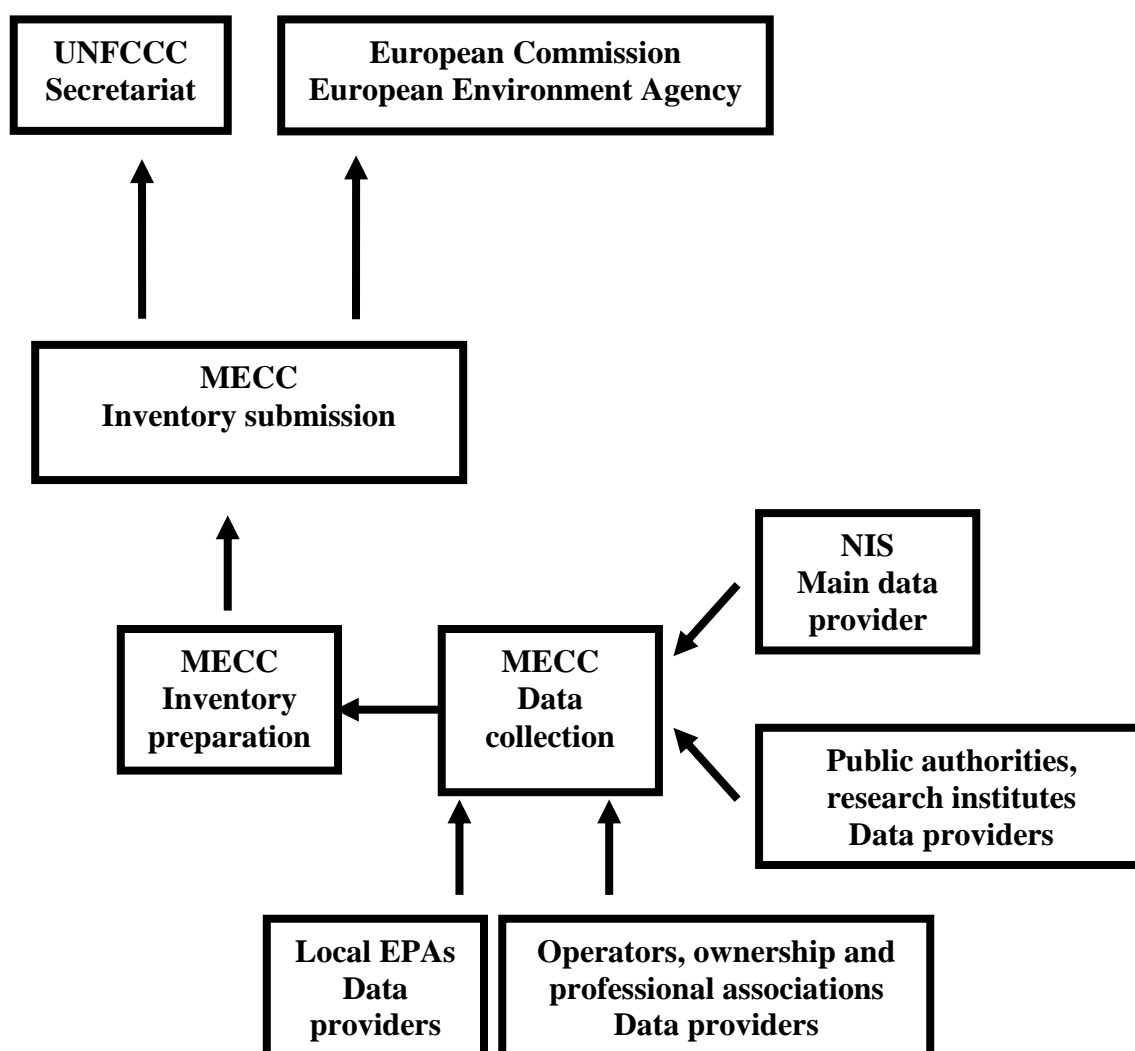 UNFCCC
Secretariat
European Commission
European Environment Agency
MECC
Inventory submission
NIS
Main data
provider
MECC
Inventory
preparation
MECC
Data
collection
Public authorities,
research institutes
Data providers
Local EPAs
Data
providers
Operators, ownership and
professional associations
Data providers